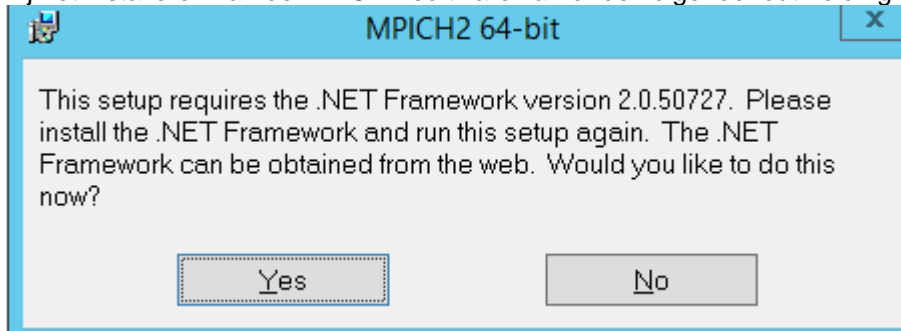 MPICH2 64-bit
x
This setup requires the .NET Framework version 2.0.50727. Please
install the .NET Framework and run this setup again. The .NET
Framework can be obtained from the web. Would you like to do this
now?
Yes
No